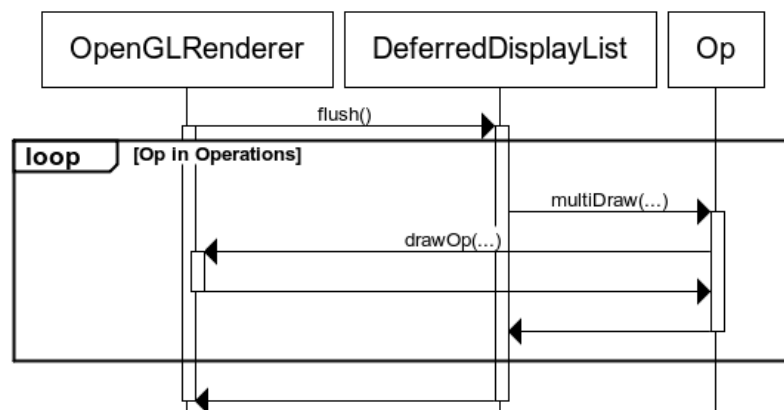 OpenGLRenderer
DeferredDisplayList
Op
flush()
loop
[Op in Operations]
multiDraw(...)
drawOp(...)